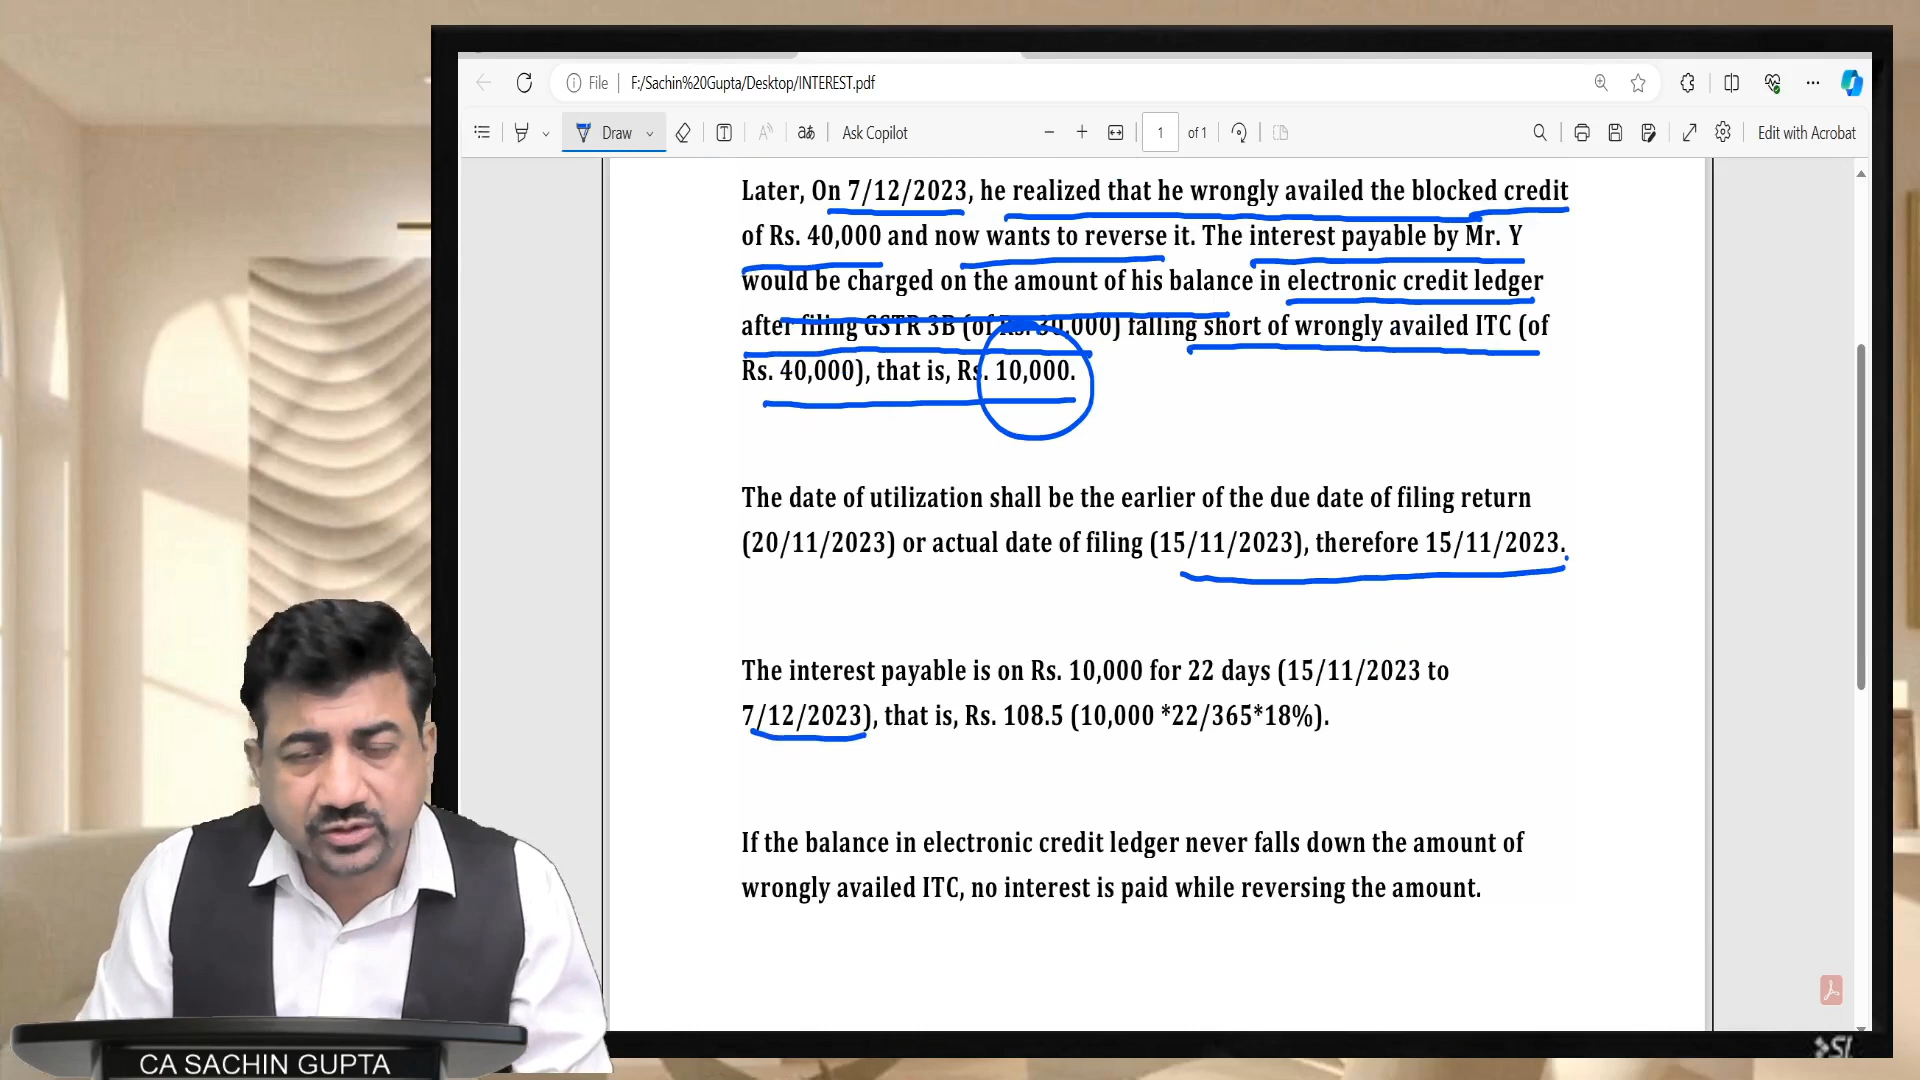 File
F:/Sachin%20Gupta/Desktop/INTEREST.pdf
Draw
Ask Copilot
1
of 1
Edit with Acrobat
Later, On 7/12/2023, he realized that he wrongly availed the blocked credit
of Rs. 40,000 and now wants to reverse it. The interest payable by Mr. Y
would be charged on the amount of his balance in electronic credit ledger
after filing GSTR 3B (of Rs. 30,000) falling short of wrongly availed ITC (of
Rs. 40,000), that is, Rs. 10,000.
The date of utilization shall be the earlier of the due date of filing return
(20/11/2023) or actual date of filing (15/11/2023), therefore 15/11/2023.
The interest payable is on Rs. 10,000 for 22 days (15/11/2023 to
7/12/2023), that is, Rs. 108.5 (10,000 *22/365*18%).
If the balance in electronic credit ledger never falls down the amount of
wrongly availed ITC, no interest is paid while reversing the amount.
CA SACHIN GUPTA